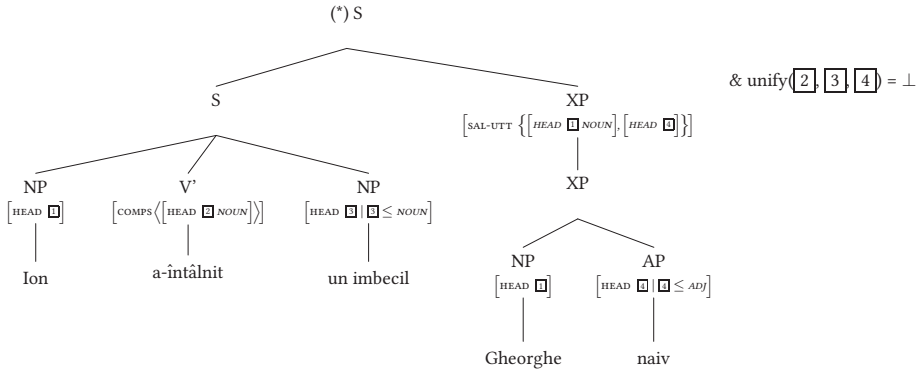 (*) S
& unify( 2 , 3 , 4 ) = ⊥
S XP
[SAL-UTT {[HEAD 1 NOUN], [HEAD 4]}]
NP V’ NP XP
[HEAD 1] [COMPS⟨[HEAD 2 NOUN]⟩] [HEAD 3 | 3 ≤ NOUN]
NP AP
Ion a-întâlnit un imbecil
[HEAD 1] [HEAD 4 | 4 ≤ ADJ]
Gheorghe naiv